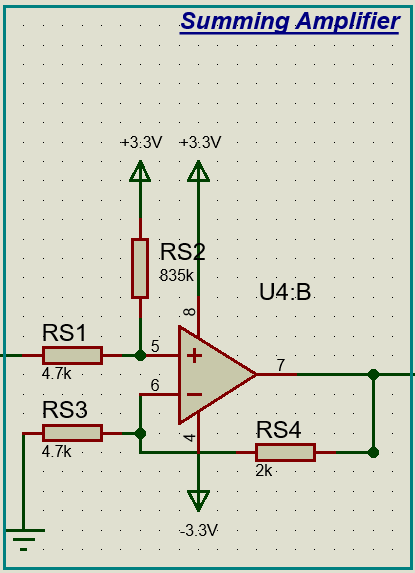 Summing Amplifier
+3.3V +3.3V
RS2
835k
U4:B
8
RS1
5
7
4.7k
6
RS3
4.7k
4
RS4
2k
-3.3V